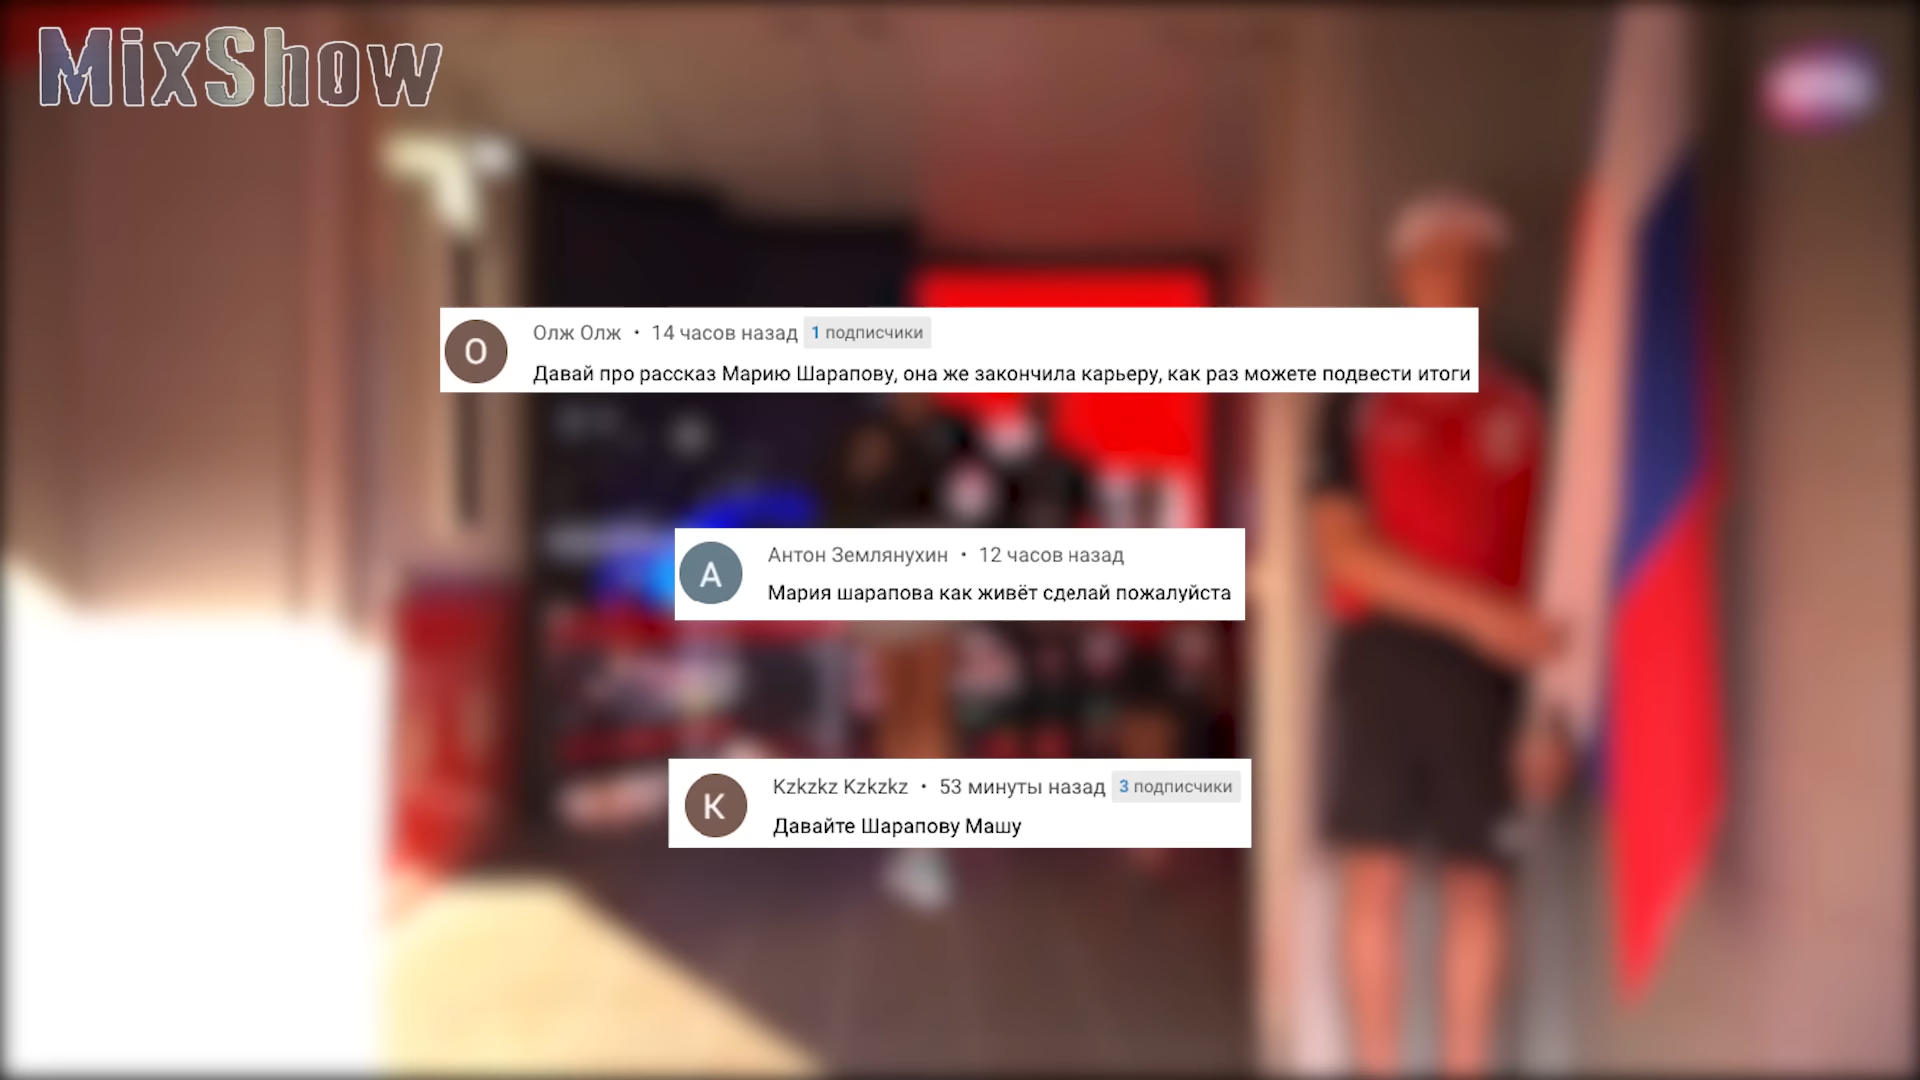 MixShow
О
Олж Олж • 14 часов назад 1 подписчики
Давай про рассказ Марию Шарапову, она же закончила карьеру, как раз можете подвести итоги
А
Антон Землянухин • 12 часов назад
Мария шарапова как живёт сделай пожалуйста
K
Kzkzkz Kzkzkz • 53 минуты назад 3 подписчики
Давайте Шарапову Машу